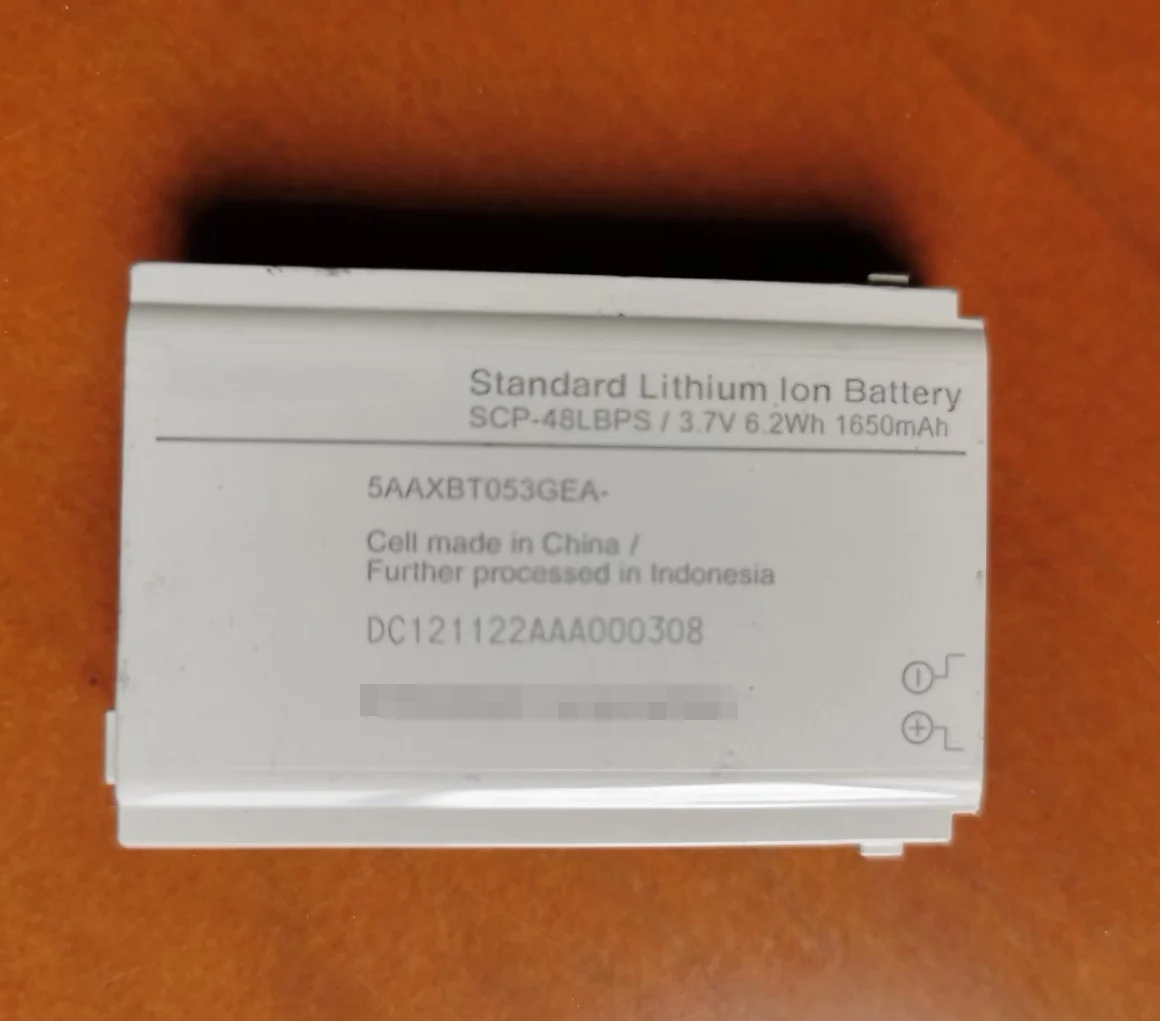 Standard Lithium Ion Battery
SCP-48LBPS / 3.7V 6.2Wh 1650mAh
5AAXBT053GEA-
Cell made in China /
Further processed in Indonesia
DC121122AAA000308